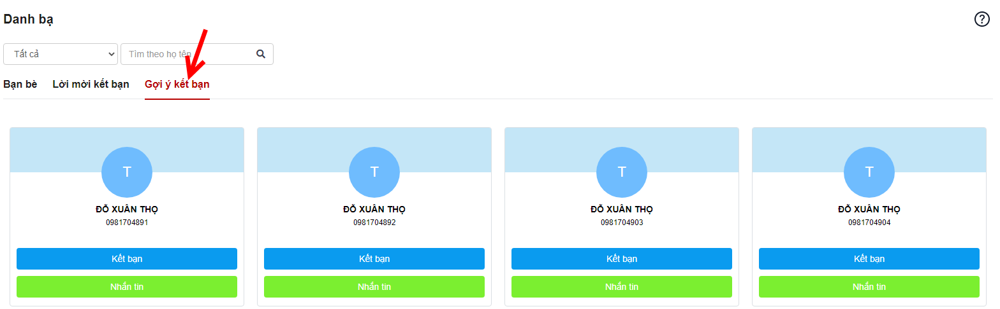 Danh bạ
Tất cả Tìm theo họ tên
Bạn bè Lời mời kết bạn Gợi ý kết bạn
T T T T
ĐỖ XUÂN THỌ ĐỖ XUÂN THỌ ĐỖ XUÂN THỌ ĐỖ XUÂN THỌ
0981704891 0981704892 0981704903 0981704904
Kết bạn Kết bạn Kết bạn Kết bạn
Nhắn tin Nhắn tin Nhắn tin Nhắn tin